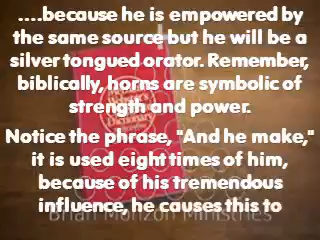 ....because he is empowered by
the same source but he will be a
silver tongued orator. Remember,
biblically, horns are symbolic of
strength and power.
Notice the phrase, "And he make,"
it is used eight times of him,
because of his tremendous
influence, he causes this to
Brian Monzon Ministries
Webster's
Dictionary